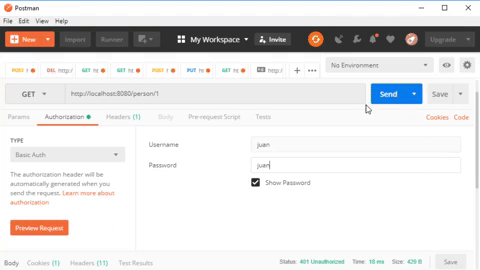 Postman
File Edit View Help
New Import Runner My Workspace Invite Upgrade
POST r DEL http:/ GET ht GET ht POST ! PUT ht GET ht http:/ No Environment
GET http://localhost:8080/person/1 Send Save
Params Authorization Headers (1) Body Pre-request Script Tests Cookies Code
TYPE
Basic Auth
The authorization header will be
automatically generated when you
send the request. Learn more about
authorization
Preview Request
Username juan
Password juan
Show Password
Body Cookies (1) Headers (11) Test Results Status: 401 Unauthorized Time: 18 ms Size: 420 B Save